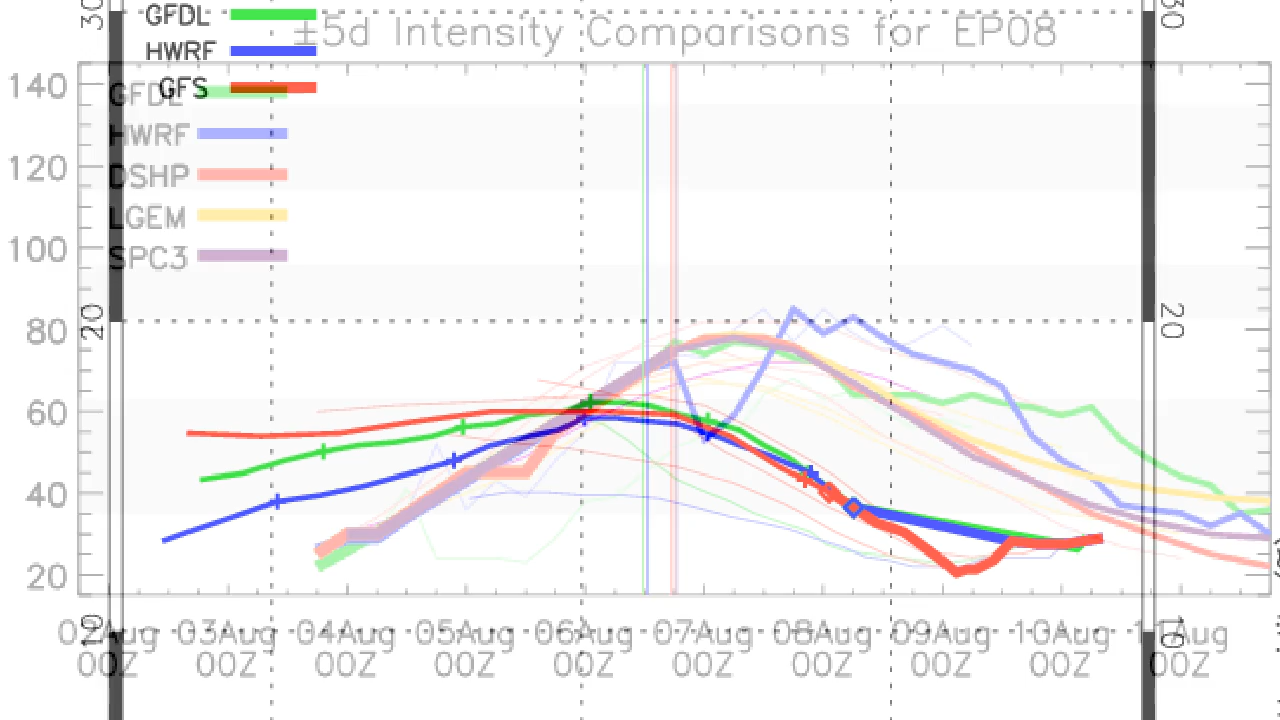 30
GFDL
30
±5d Intensity Comparisons for EP08
HWRF
140
GFS
GFDL
HWRF
120
DSHP
LGEM
100
SPC3
80
20
20
60
40
20
10
02Aug 03Aug 04Aug 05Aug 06Aug 07Aug 08Aug 09Aug 10Aug 11Aug
10
00Z 00Z 00Z 00Z 00Z 00Z 00Z 00Z 00Z 00Z